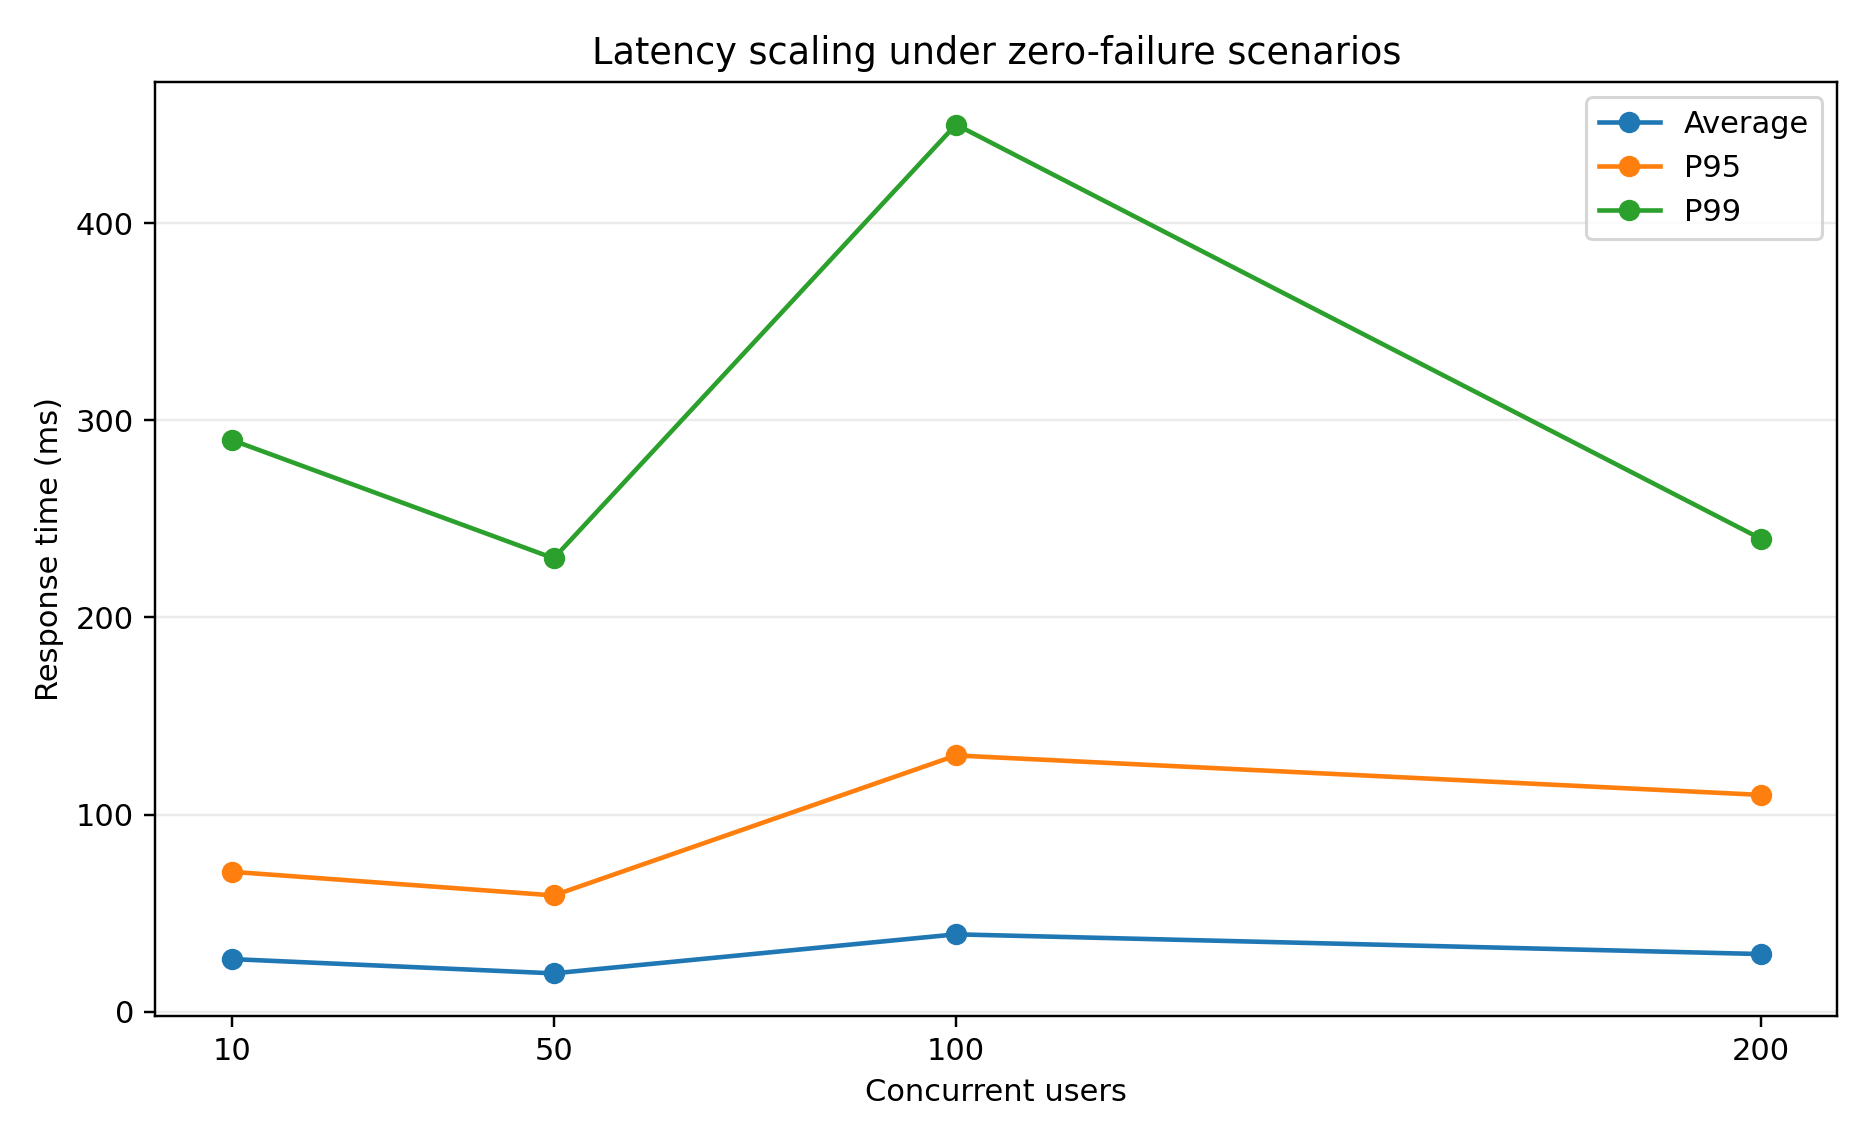 Latency scaling under zero-failure scenarios
Average
P95
P99
Response time (ms)
400
300
200
100
0
10
50
100
200
Concurrent users